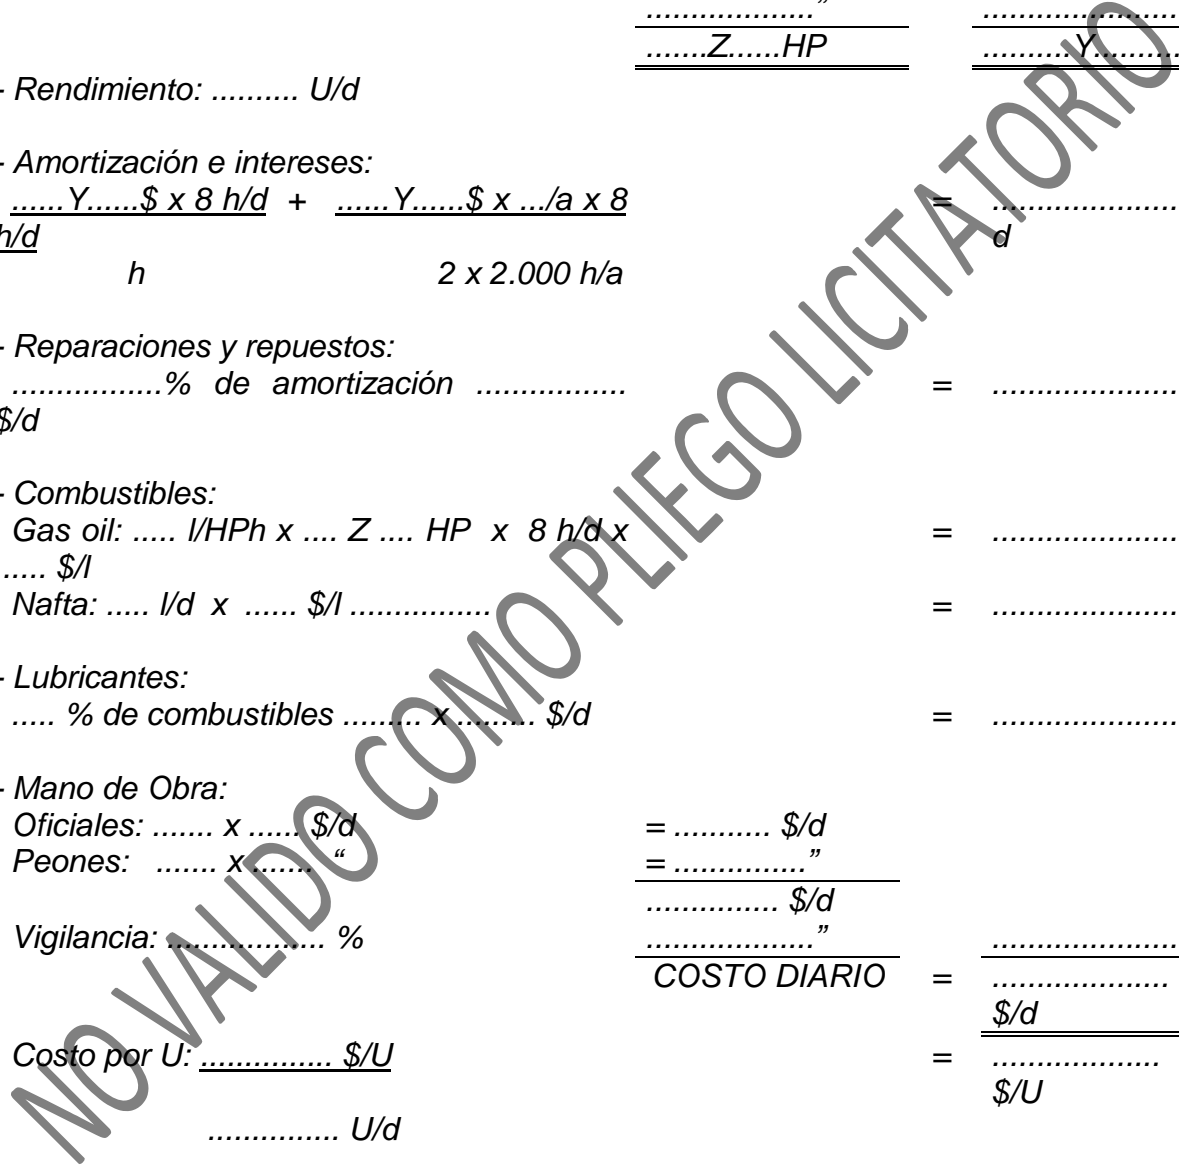 ..................." .....................
.......Z......HP ..........Y..........
- Rendimiento: .......... U/d
- Amortización e intereses:
......Y......$ x 8 h/d + ......Y......$ x .../a x 8 = .....................
h/d d
h 2 x 2.000 h/a
- Reparaciones y repuestos:
.................% de amortización ................. = .....................
$/d
- Combustibles:
Gas oil: ..... l/HPh x .... Z .... HP x 8 h/d x = .....................
..... $/l
Nafta: ..... l/d x ...... $/l ................ = .....................
- Lubricantes:
..... % de combustibles ......... x ......... $/d = .....................
- Mano de Obra:
Oficiales: ....... x ...... $/d = ........... $/d
Peones: ....... x ....... “ = ...............”
............... $/d
Vigilancia: .................. % ...................” .....................
COSTO DIARIO = ....................
$/d
Costo por U: ............... $/U = ...................
$/U
............... U/d
NO VALIDO COMO PLIEGO LICITATORIO